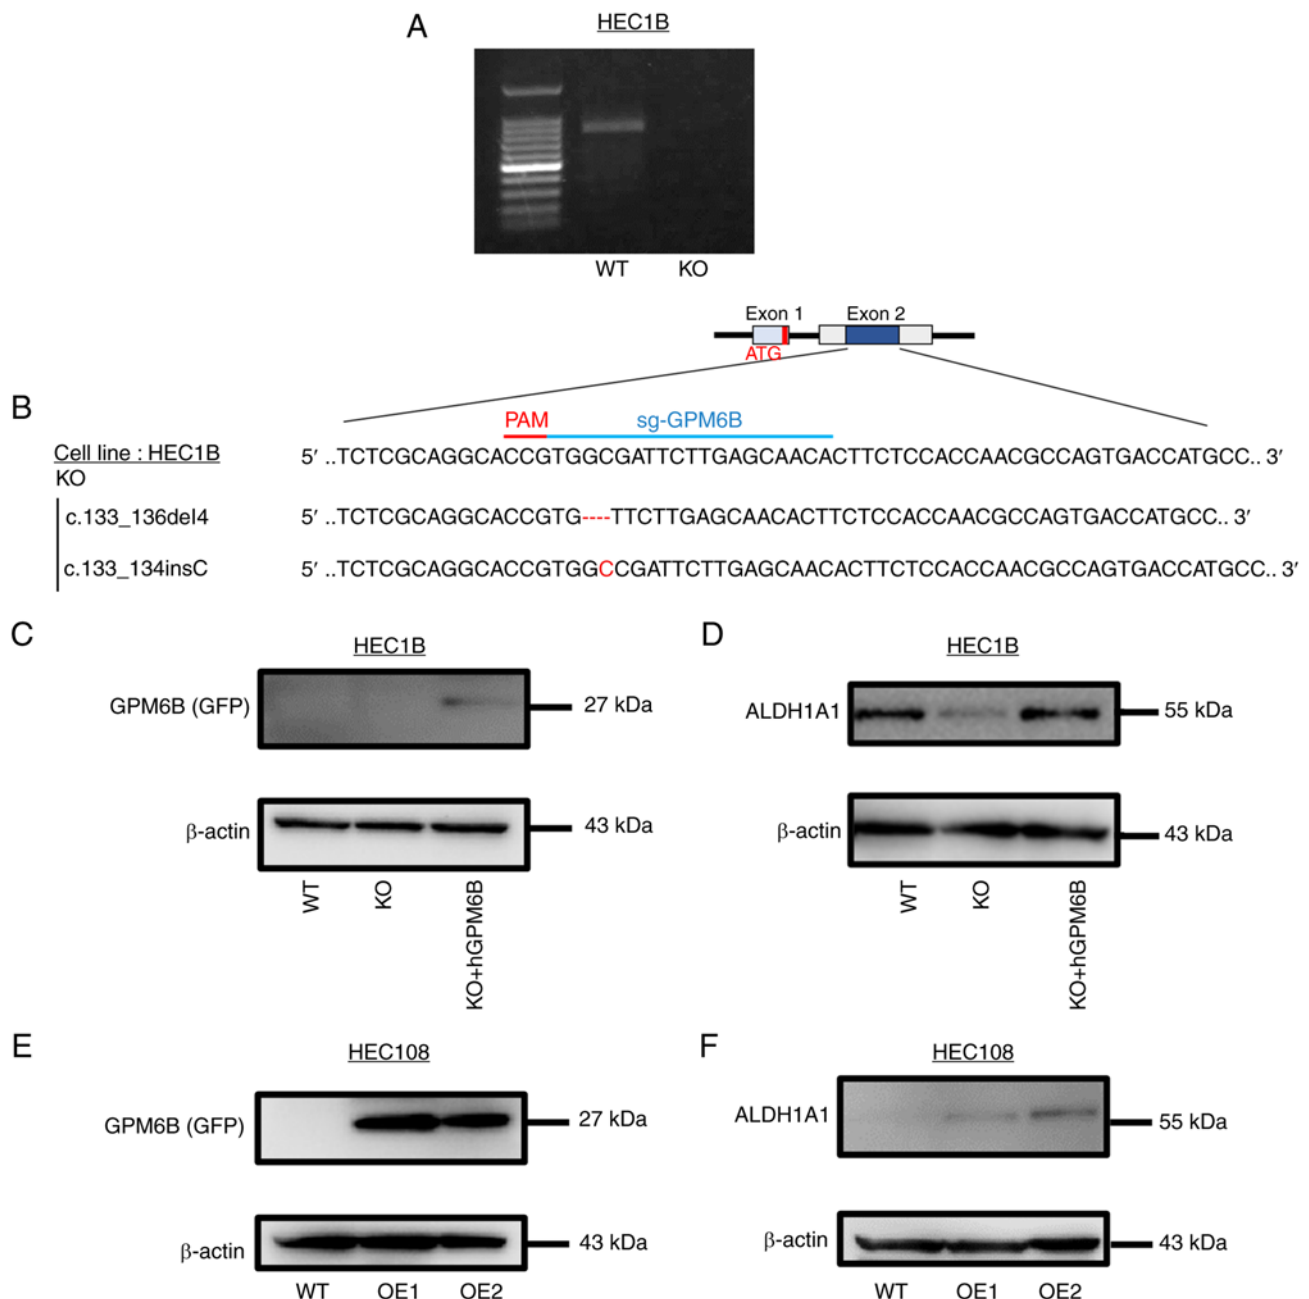 A
HEC1B
WT KO
Exon 1 Exon 2
ATG
B
PAM sg-GPM6B
Cell line : HEC1B 5′ ..TCTCGCAGGCACCGTGGCGATTCTTGAGCAACACTTCTCCACCAACGCCAGTGACCATGCC.. 3′
KO
c.133_136del4 5′ ..TCTCGCAGGCACCGTG----TTCTTGAGCAACACTTCTCCACCAACGCCAGTGACCATGCC.. 3′
c.133_134insC 5′ ..TCTCGCAGGCACCGTGGCCGATTCTTGAGCAACACTTCTCCACCAACGCCAGTGACCATGCC.. 3′
C
HEC1B
GPM6B (GFP) 27 kDa
β-actin 43 kDa
WT KO KO+hGPM6B
D
HEC1B
ALDH1A1 55 kDa
β-actin 43 kDa
WT KO KO+hGPM6B
E
HEC108
GPM6B (GFP) 27 kDa
β-actin 43 kDa
WT OE1 OE2
F
HEC108
ALDH1A1 55 kDa
β-actin 43 kDa
WT OE1 OE2